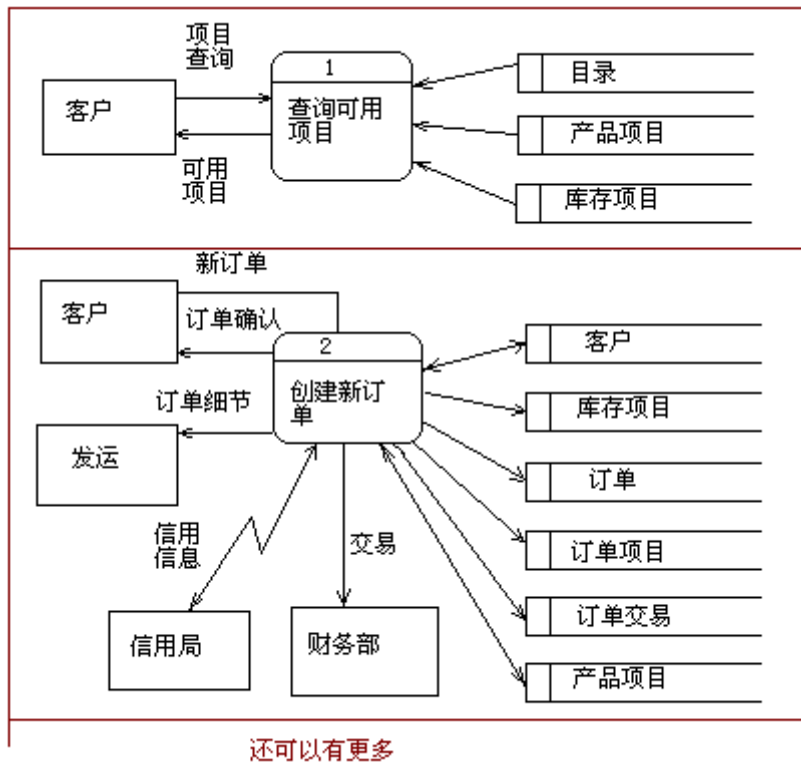 项目
查询
1
客户
查询可用
项目
可用
项目
目录
产品项目
库存项目
新订单
客户
订单确认
2
创建新订
单
订单细节
发运
信用
信息
交易
信用局
财务部
客户
库存项目
订单
订单项目
订单交易
产品项目
还可以有更多